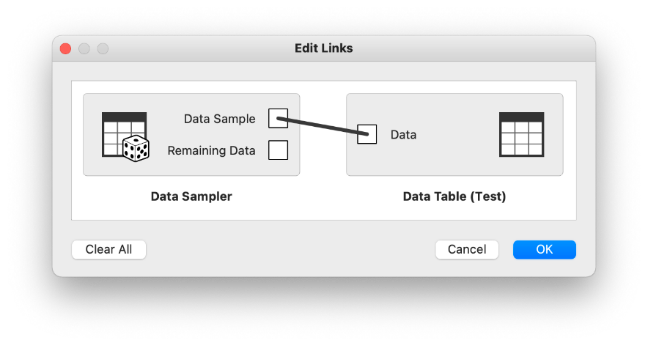 Edit Links
Data Sample
Remaining Data
Data
Data Sampler
Data Table (Test)
Clear All
Cancel
OK